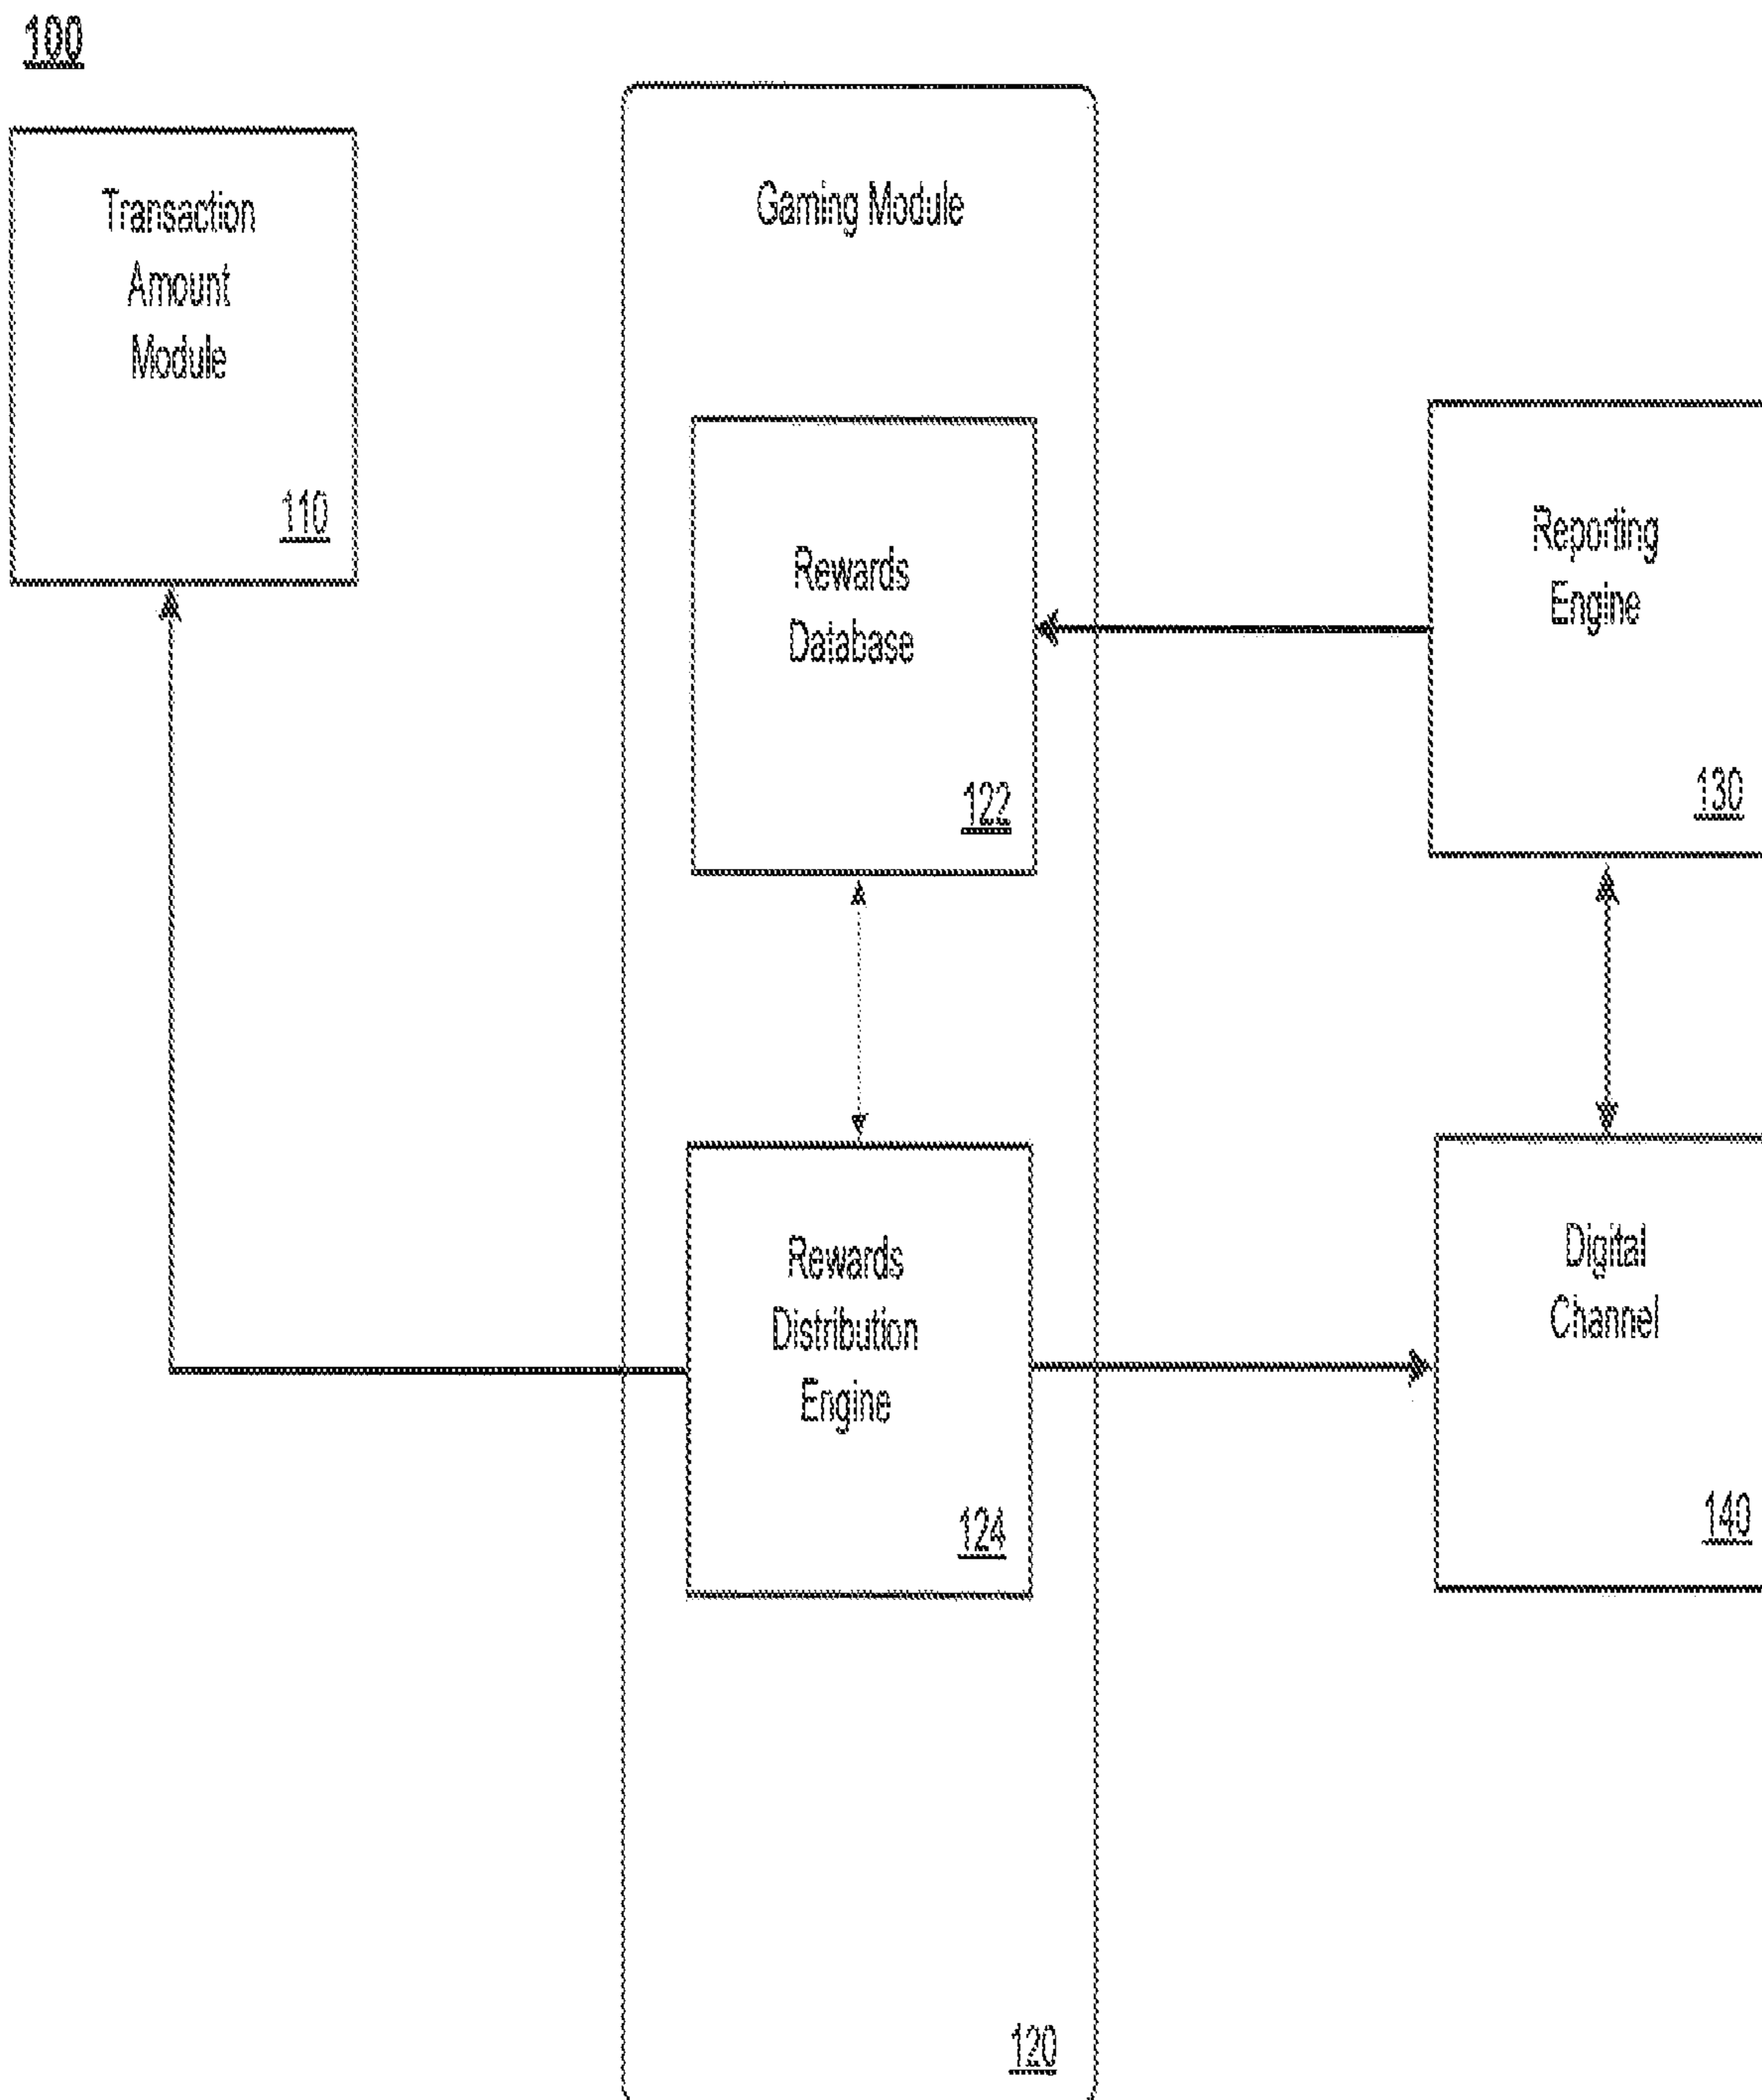 100
Transaction
Amount
Module
110
Gaming Module
Rewards
Database
122
Reporting
Engine
130
Rewards
Distribution
Engine
124
Digital
Channel
140
120